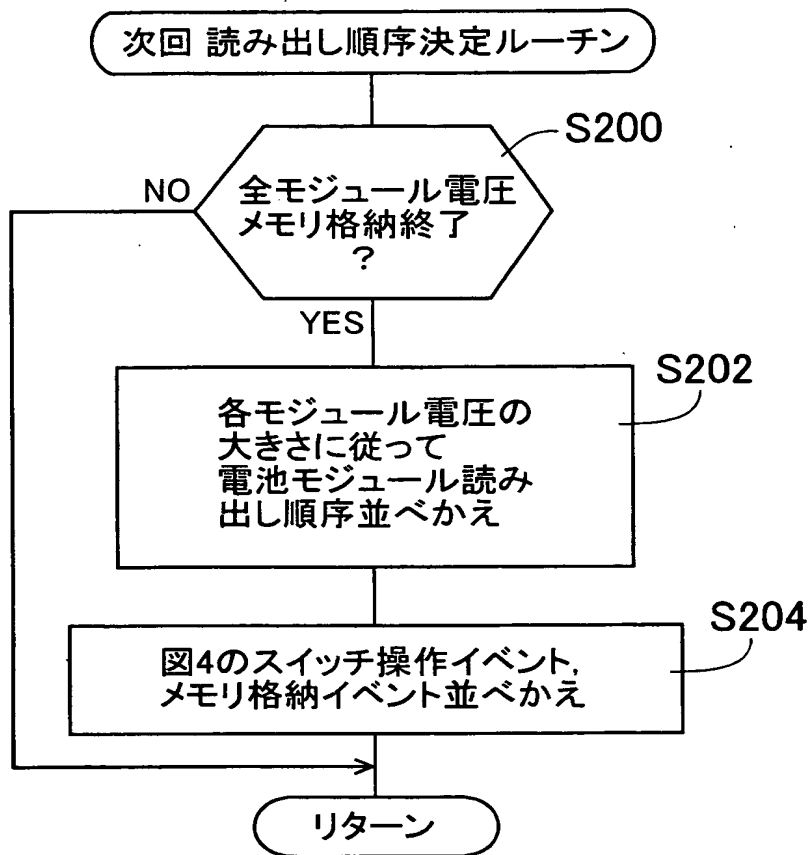 次回 読み出し順序決定ルーチン
S200
NO
全モジュール電圧
メモリ格納終了
?
YES
S202
各モジュール電圧の
大きさに従って
電池モジュール読み
出し順序並べかえ
S204
図4のスイッチ操作イベント,
メモリ格納イベント並べかえ
リターン